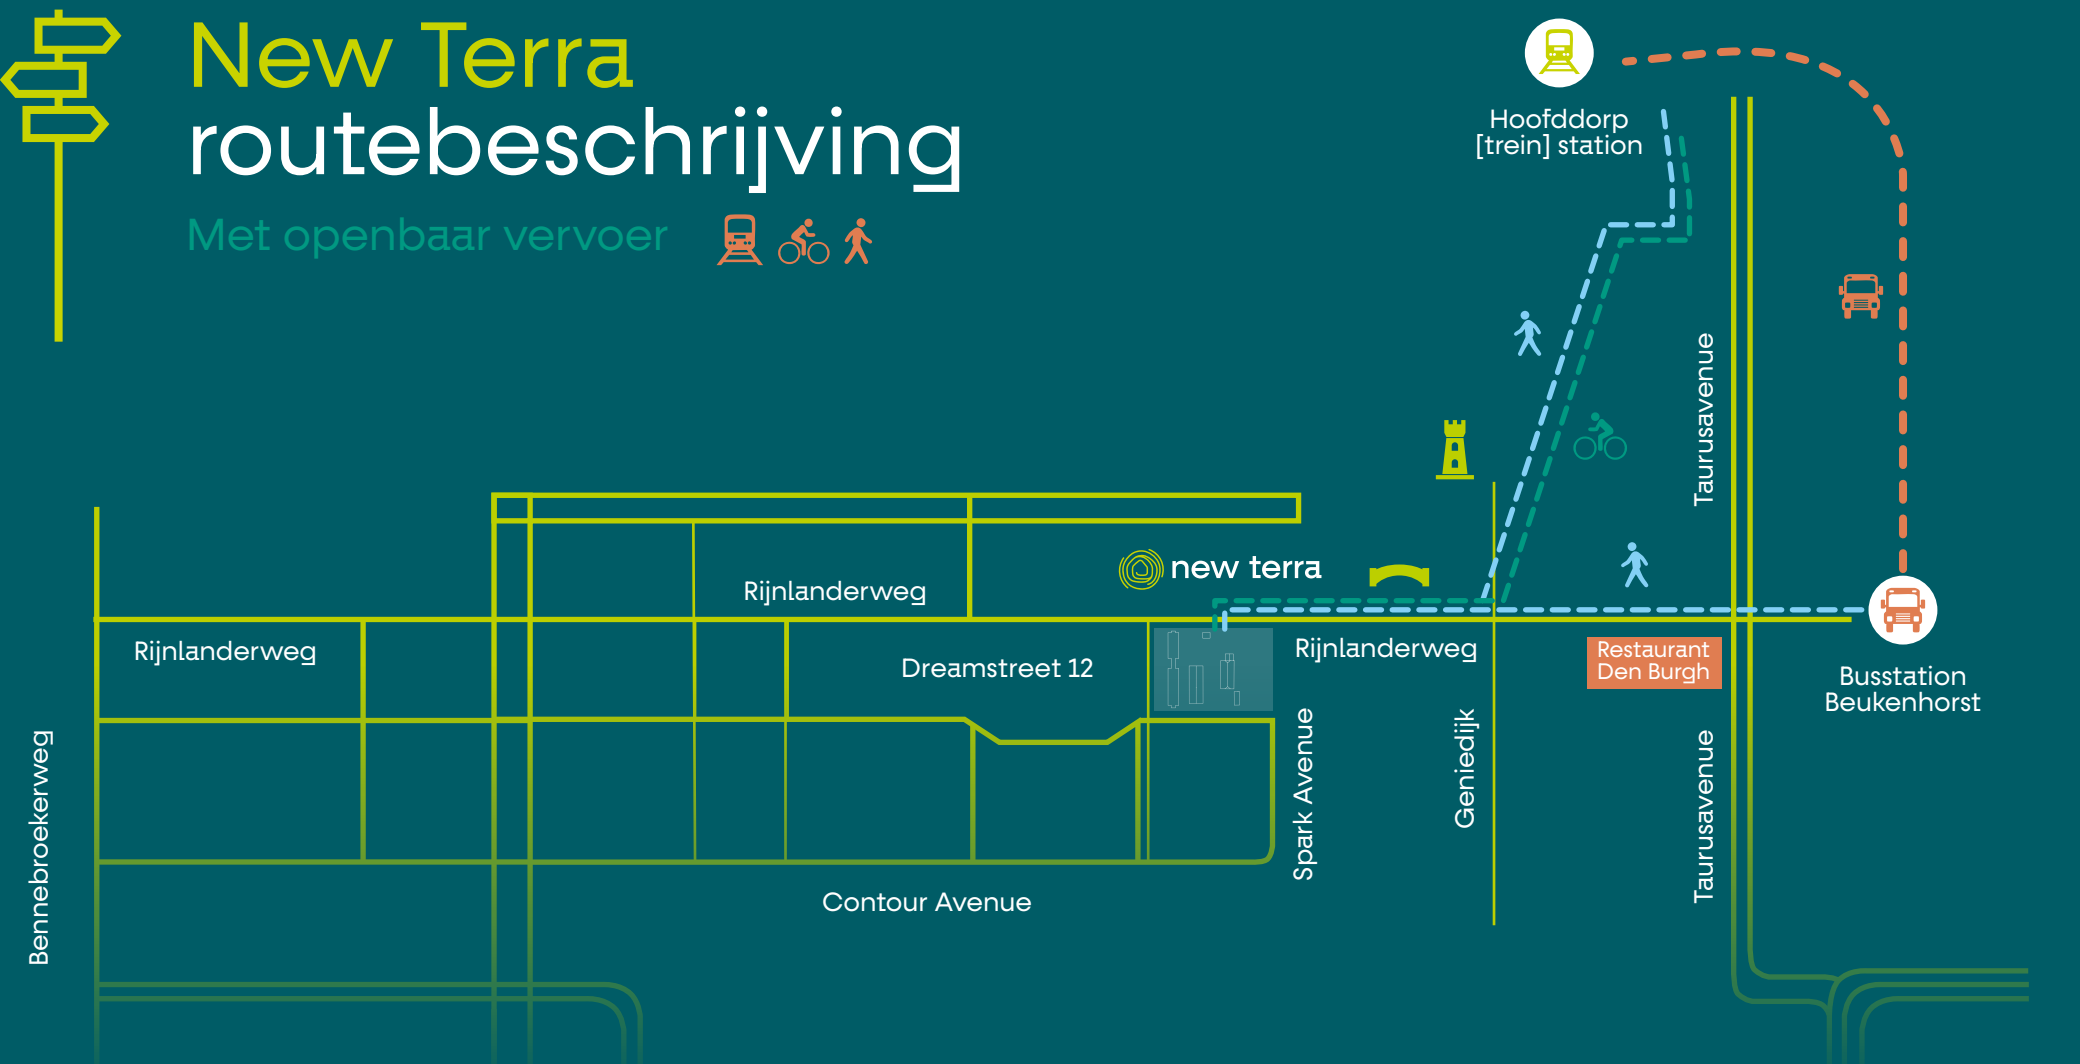 New Terra
routebeschrijving
Met openbaar vervoer
Hoofddorp
[trein] station
Taurusavenue
new terra
Rijnlanderweg
Rijnlanderweg
Dreamstreet 12
Rijnlanderweg
Restaurant
Den Burgh
Busstation
Beukenhorst
Bennebroekerweg
Spark Avenue
Geniedijk
Taurusavenue
Contour Avenue